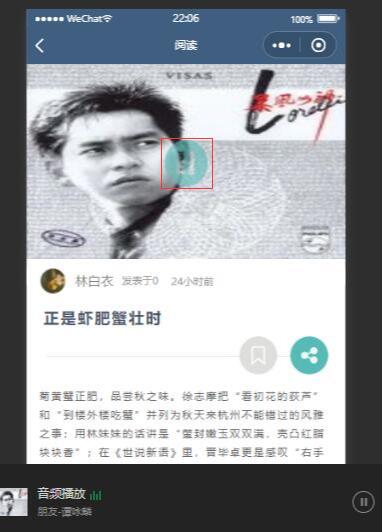 WeChat
22:06
100%
阅读
VISAS
暴风女神
Lorelei
PHILIPS
林白衣 发表于0 24小时前
正是虾肥蟹壮时
菊黄蟹正肥，品尝秋之味。徐志摩把“看初花的荻芦”
和“到楼外楼吃蟹”并列为秋天来杭州不能错过的风雅
之事；用林妹妹的话讲是“螯封嫩玉双双满，壳凸红脂
块块香”；在《世说新语》里，晋毕卓更是感叹“右手
音频播放
朋友-谭咏麟